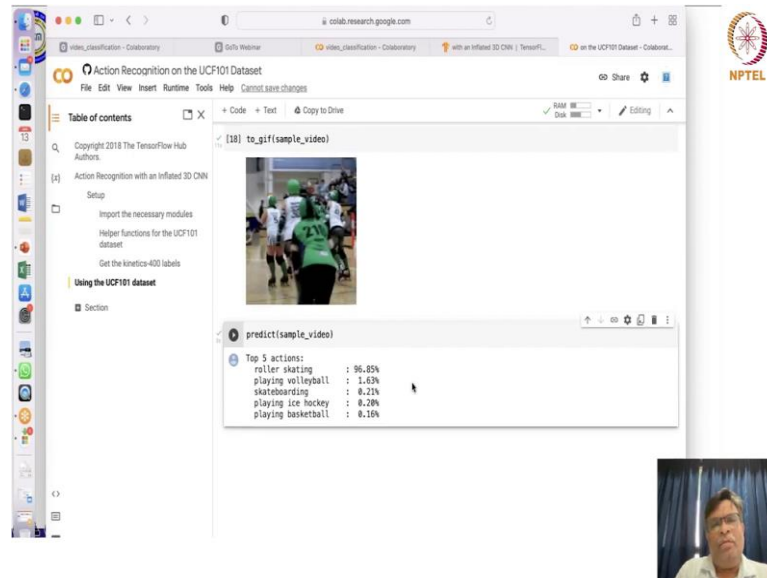 colab.research.google.com
video_classification - Colaboratory
GoTo Webinar
video_classification - Colaboratory
with an Inflated 3D CNN | TensorFl...
on the UCF101 Dataset - Colaborat...
NPTEL
Action Recognition on the UCF101 Dataset
File Edit View Insert Runtime Tools Help Cannot save changes
Share
Table of contents
+ Code + Text Copy to Drive
RAM
Disk
Editing
13
Copyright 2018 The TensorFlow Hub
Authors.
Action Recognition with an Inflated 3D CNN
Setup
Import the necessary modules
Helper functions for the UCF101
dataset
Get the kinetics-400 labels
Using the UCF101 dataset
Section
[18] to_gif(sample_video)
210
predict(sample_video)
Top 5 actions:
roller skating : 96.85%
playing volleyball : 1.63%
skateboarding : 0.21%
playing ice hockey : 0.20%
playing basketball : 0.16%